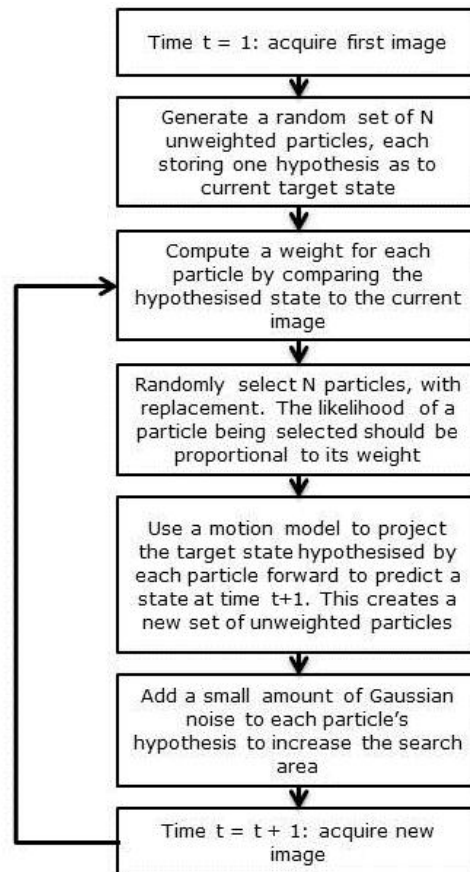 Time t = 1: acquire first image
Generate a random set of N
unweighted particles, each
storing one hypothesis as to
current target state
Compute a weight for each
particle by comparing the
hypothesised state to the current
image
Randomly select N particles, with
replacement. The likelihood of a
particle being selected should be
proportional to its weight
Use a motion model to project
the target state hypothesised by
each particle forward to predict a
state at time t+1. This creates a
new set of unweighted particles
Add a small amount of Gaussian
noise to each particle's
hypothesis to increase the search
area
Time t = t + 1: acquire new
image